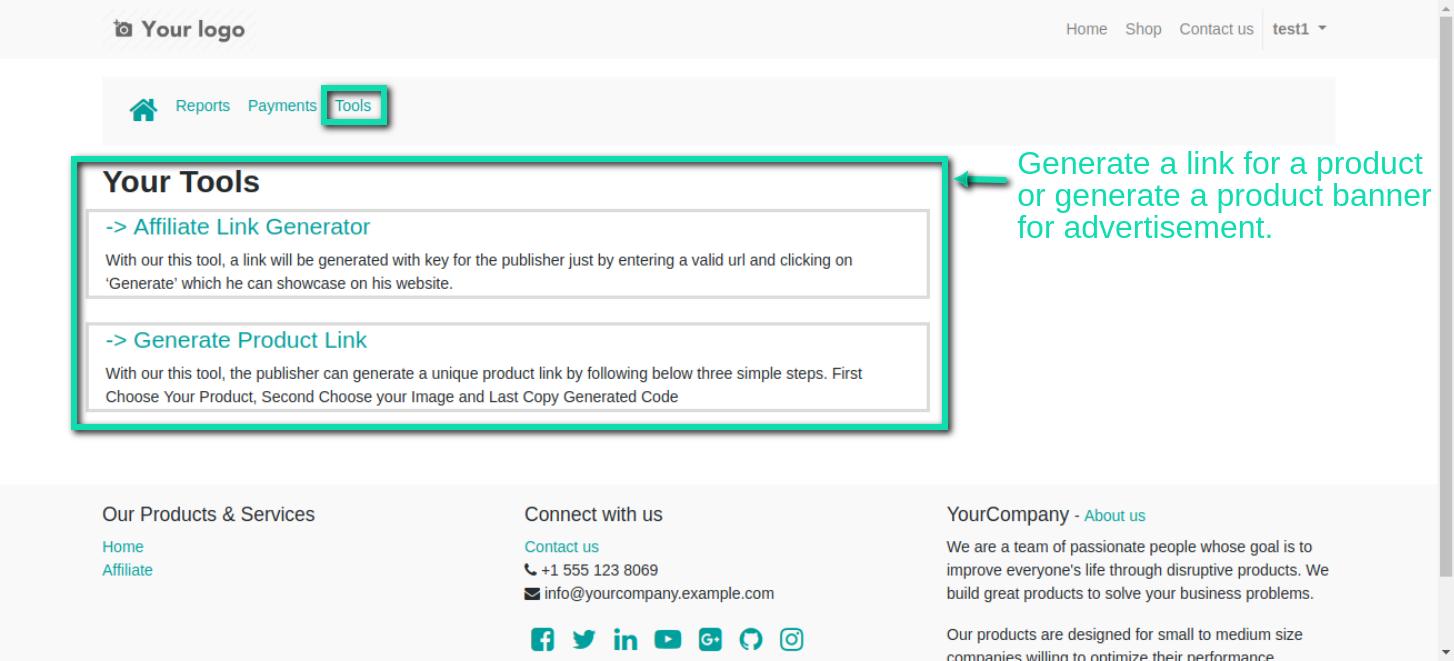 Your logo
Home Shop Contact us test1
Reports Payments Tools
Generate a link for a product
or generate a product banner
for advertisement.
Your Tools
-> Affiliate Link Generator
With our this tool, a link will be generated with key for the publisher just by entering a valid url and clicking on
‘Generate’ which he can showcase on his website.
-> Generate Product Link
With our this tool, the publisher can generate a unique product link by following below three simple steps. First
Choose Your Product, Second Choose your Image and Last Copy Generated Code
Our Products & Services
Home
Affiliate
Connect with us
Contact us
+1 555 123 8069
info@yourcompany.example.com
YourCompany - About us
We are a team of passionate people whose goal is to
improve everyone's life through disruptive products. We
build great products to solve your business problems.
Our products are designed for small to medium size
companies willing to optimize their performance